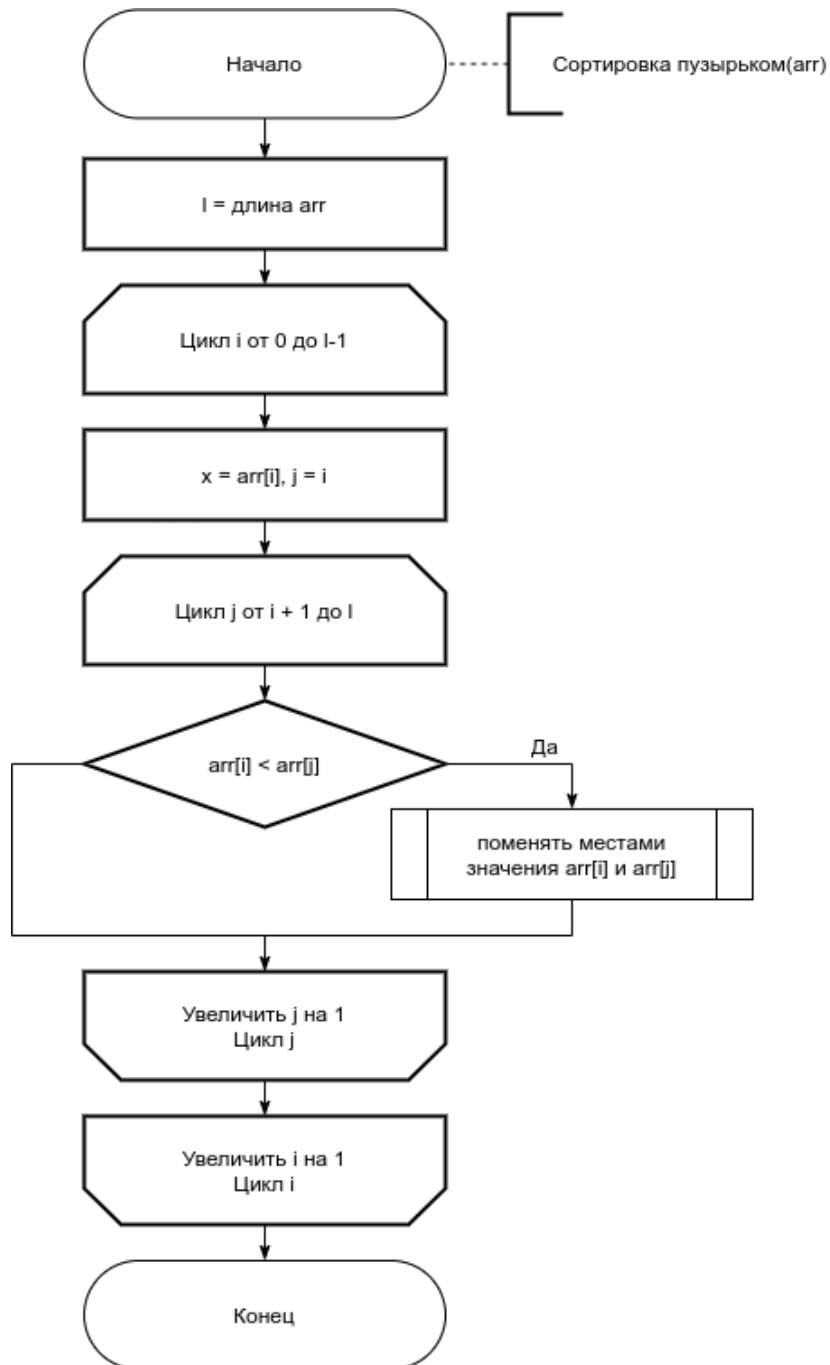 Начало
Сортировка пузырьком(arr)
l = длина arr
Цикл i от 0 до l-1
x = arr[i], j = i
Цикл j от i + 1 до l
arr[i] < arr[j]
Да
поменять местами
значения arr[i] и arr[j]
Увеличить j на 1
Цикл j
Увеличить i на 1
Цикл i
Конец